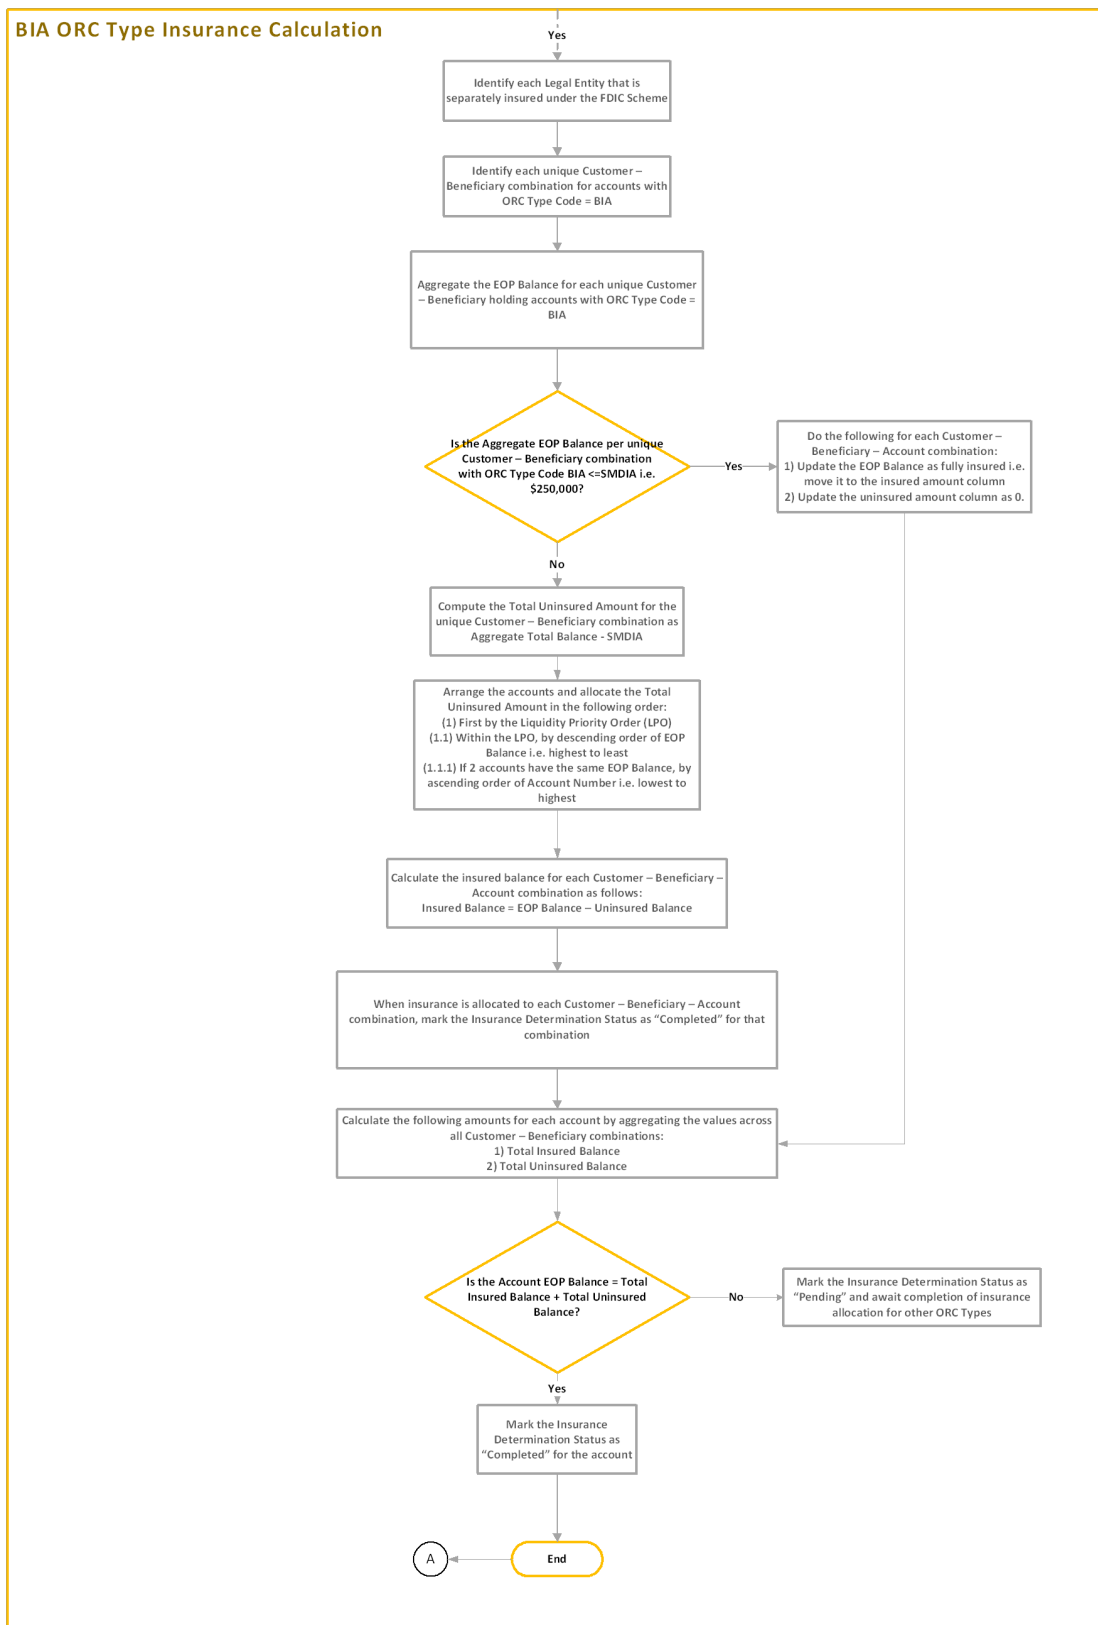 BIA ORC Type Insurance Calculation
Yes
Identify each Legal Entity that is
separately insured under the FDIC Scheme
Identify each unique Customer –
Beneficiary combination for accounts with
ORC Type Code = BIA
Aggregate the EOP Balance for each unique Customer
– Beneficiary holding accounts with ORC Type Code =
BIA
Is the Aggregate EOP Balance per unique
Customer – Beneficiary combination
with ORC Type Code BIA <=SMDIA i.e.
$250,000?
Yes
Do the following for each Customer –
Beneficiary – Account combination:
1) Update the EOP Balance as fully insured i.e.
move it to the insured amount column
2) Update the uninsured amount column as 0.
No
Compute the Total Uninsured Amount for the
unique Customer – Beneficiary combination as
Aggregate Total Balance - SMDIA
Arrange the accounts and allocate the Total
Uninsured Amount in the following order:
(1) First by the Liquidity Priority Order (LPO)
(1.1) Within the LPO, by descending order of EOP
Balance i.e. highest to least
(1.1.1) If 2 accounts have the same EOP Balance, by
ascending order of Account Number i.e. lowest to
highest
Calculate the insured balance for each Customer – Beneficiary –
Account combination as follows:
Insured Balance = EOP Balance – Uninsured Balance
When insurance is allocated to each Customer – Beneficiary – Account
combination, mark the Insurance Determination Status as “Completed” for that
combination
Calculate the following amounts for each account by aggregating the values across
all Customer – Beneficiary combinations:
1) Total Insured Balance
2) Total Uninsured Balance
Is the Account EOP Balance = Total
Insured Balance + Total Uninsured
Balance?
No
Mark the Insurance Determination Status as
“Pending” and await completion of insurance
allocation for other ORC Types
Yes
Mark the Insurance
Determination Status as
“Completed” for the account
A
End